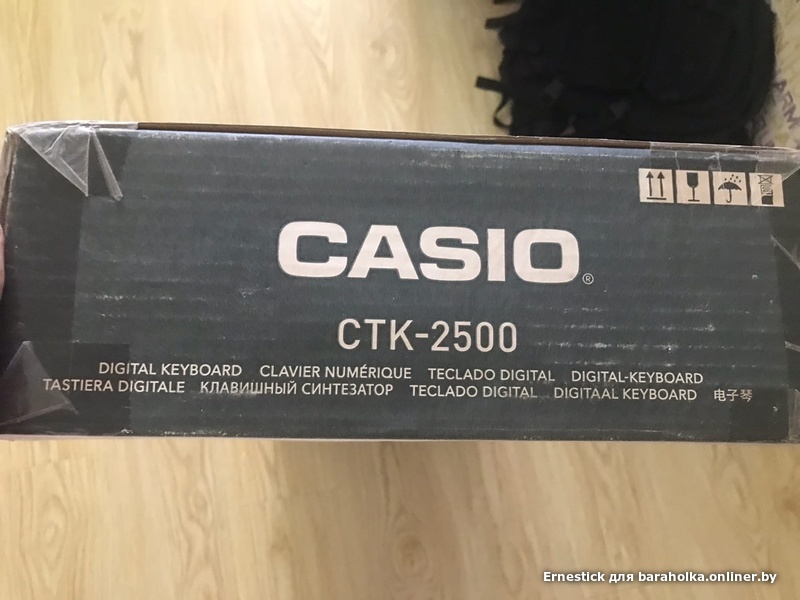 CASIO®
CTK-2500
DIGITAL KEYBOARD CLAVIER NUMÉRIQUE TECLADO DIGITAL DIGITAL-KEYBOARD
TASTIERA DIGITALE КЛАВИШНЫЙ СИНТЕЗАТОР TECLADO DIGITAL DIGITAAL KEYBOARD 电子琴
Ernestick для baraholka.onliner.by